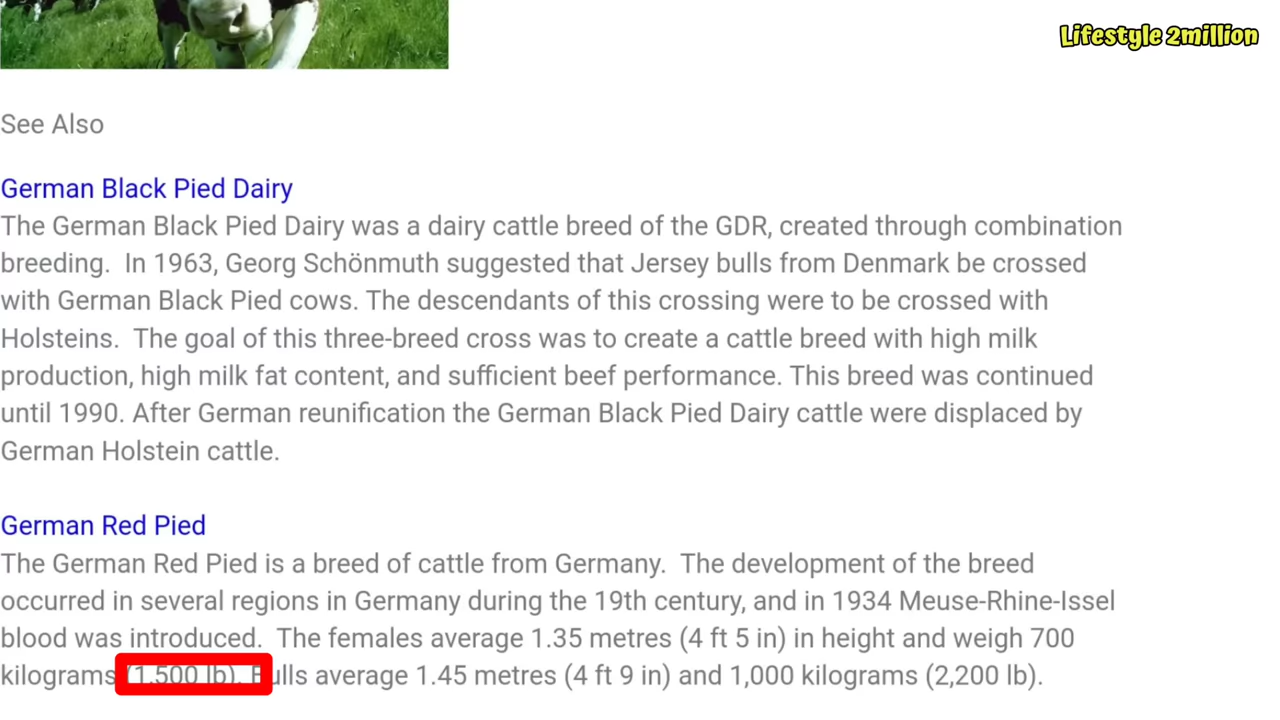 Lifestyle 2million
See Also
German Black Pied Dairy
The German Black Pied Dairy was a dairy cattle breed of the GDR, created through combination
breeding.  In 1963, Georg Schönmuth suggested that Jersey bulls from Denmark be crossed
with German Black Pied cows. The descendants of this crossing were to be crossed with
Holsteins.  The goal of this three-breed cross was to create a cattle breed with high milk
production, high milk fat content, and sufficient beef performance. This breed was continued
until 1990. After German reunification the German Black Pied Dairy cattle were displaced by
German Holstein cattle.
German Red Pied
The German Red Pied is a breed of cattle from Germany.  The development of the breed
occurred in several regions in Germany during the 19th century, and in 1934 Meuse-Rhine-Issel
blood was introduced.  The females average 1.35 metres (4 ft 5 in) in height and weigh 700
kilograms (1,500 lb). Bulls average 1.45 metres (4 ft 9 in) and 1,000 kilograms (2,200 lb).